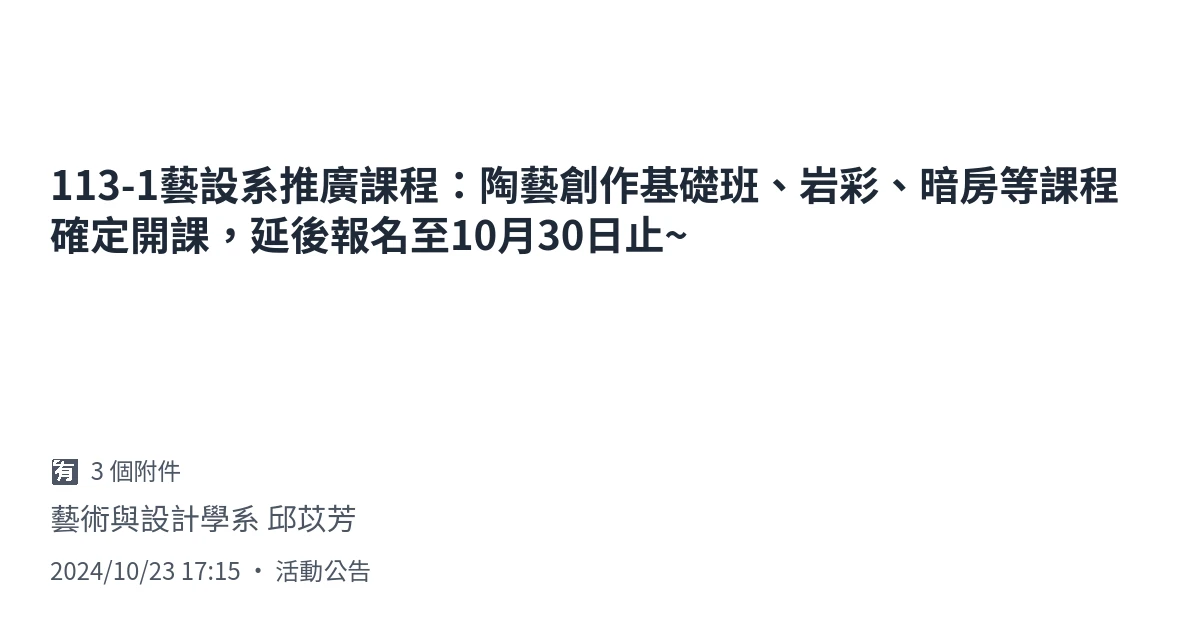 113-1藝設系推廣課程：陶藝創作基礎班、岩彩、暗房等課程
確定開課，延後報名至10月30日止~
有 3 個附件
藝術與設計學系 邱苡芳
2024/10/23 17:15 · 活動公告